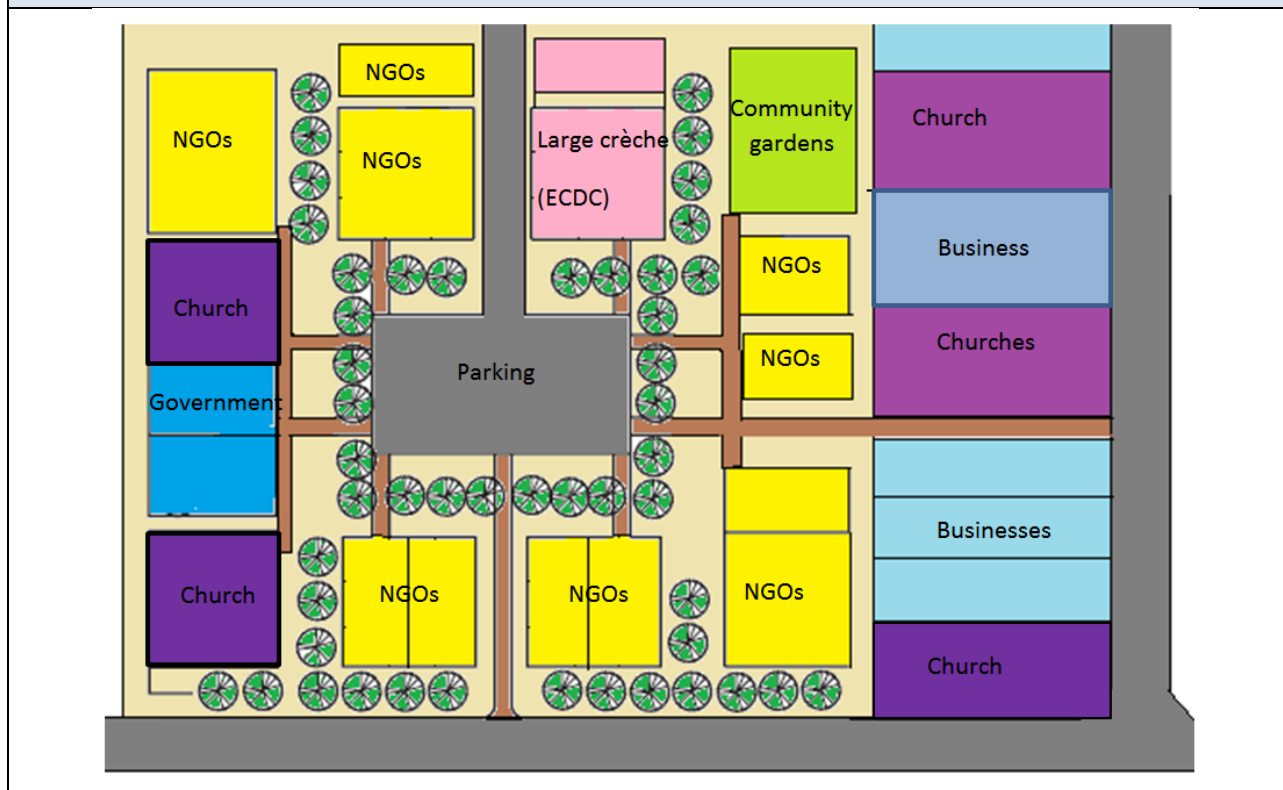 NGOs
NGOs
NGOs
Large crèche
(ECDC)
Community
gardens
Church
Church
Government
Church
Parking
NGOs
NGOs
Business
Churches
NGOs
NGOs
NGOs
Businesses
Church